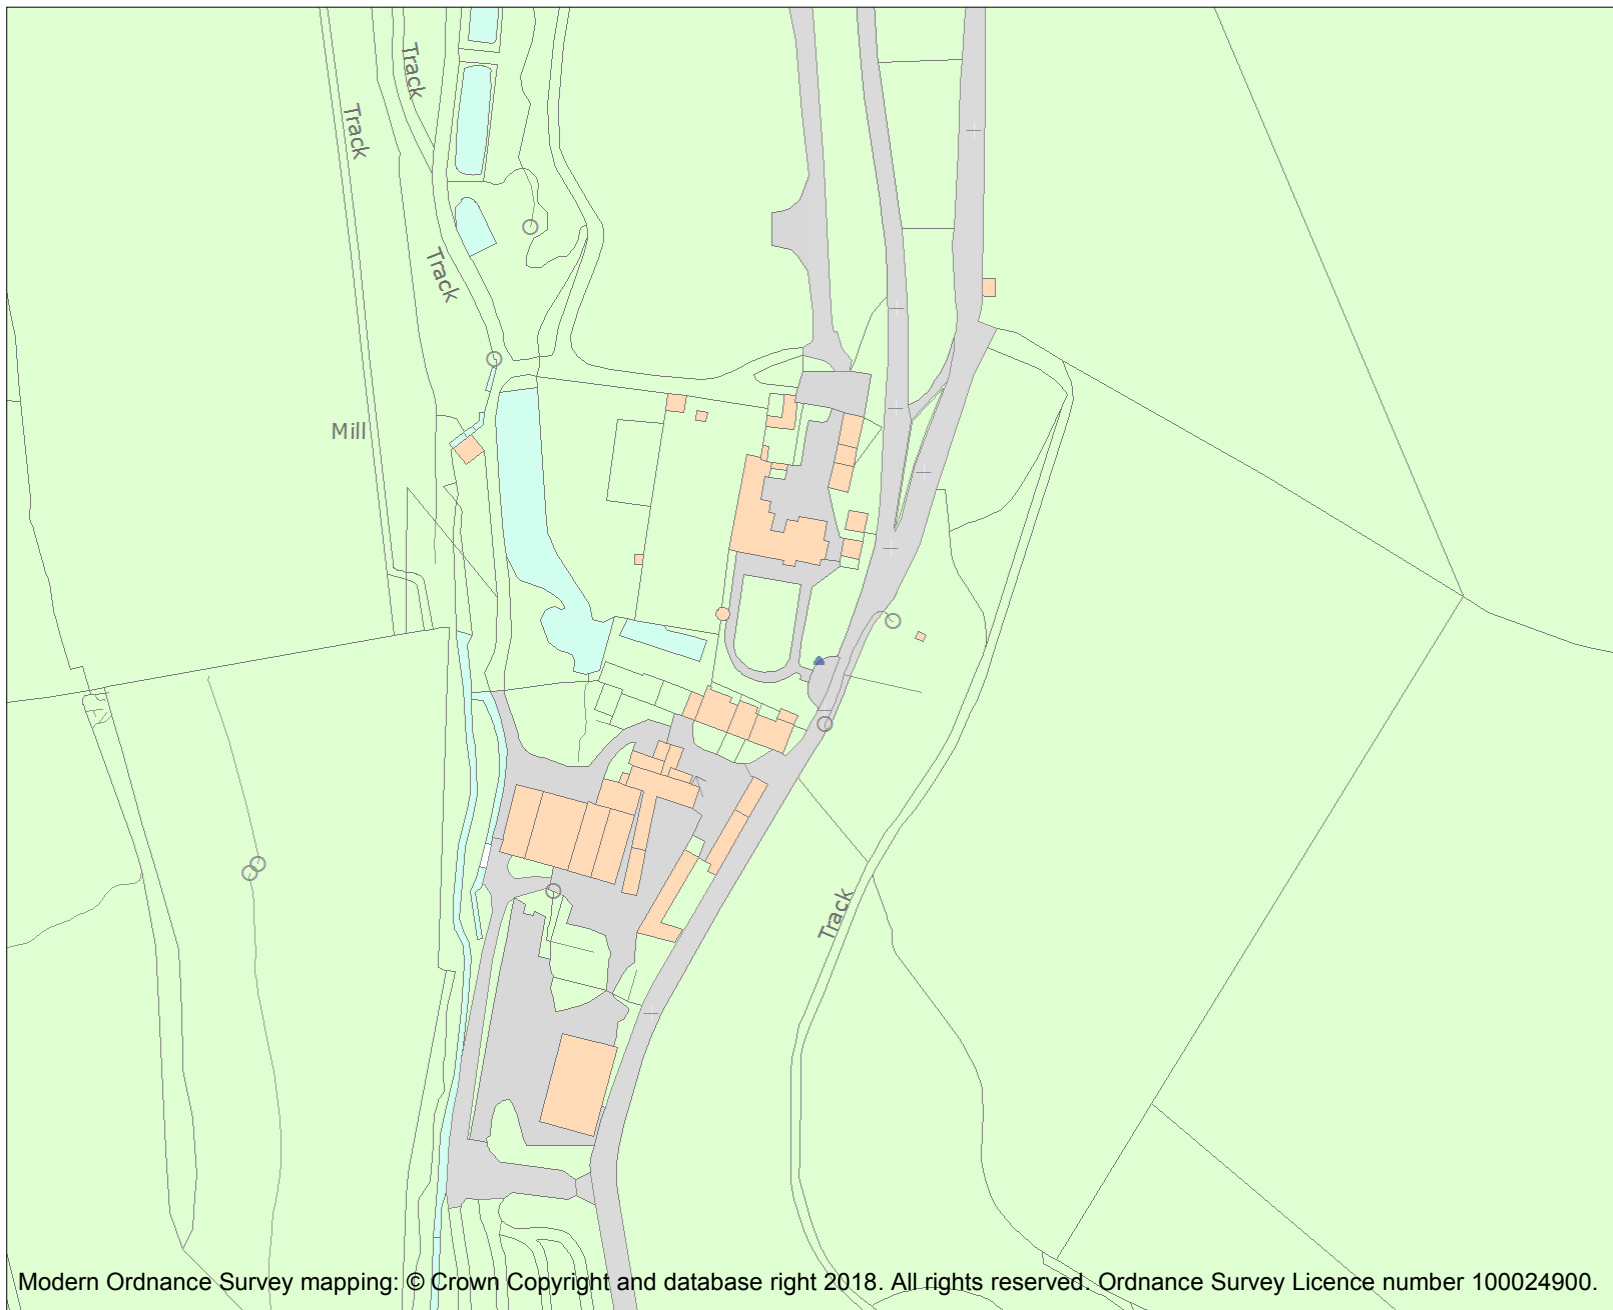 Track
Track
Track
Mill
Track
Modern Ordnance Survey mapping: © Crown Copyright and database right 2018. All rights reserved. Ordnance Survey Licence number 100024900.